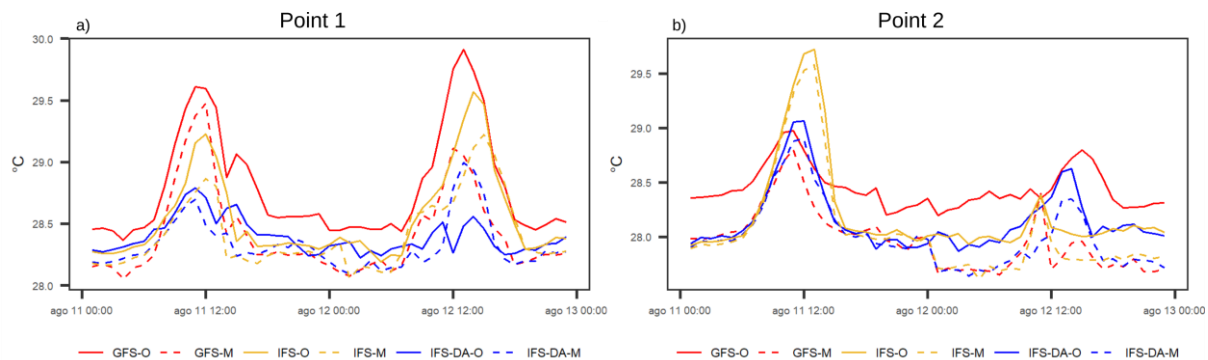 a) Point 1
30.0
29.5
29.0
28.5
28.0
°C
ago 11 00:00 ago 11 12:00 ago 12 00:00 ago 12 12:00 ago 13 00:00
GFS-O GFS-M IFS-O IFS-M IFS-DA-O IFS-DA-M
b) Point 2
29.5
29.0
28.5
28.0
°C
ago 11 00:00 ago 11 12:00 ago 12 00:00 ago 12 12:00 ago 13 00:00
GFS-O GFS-M IFS-O IFS-M IFS-DA-O IFS-DA-M